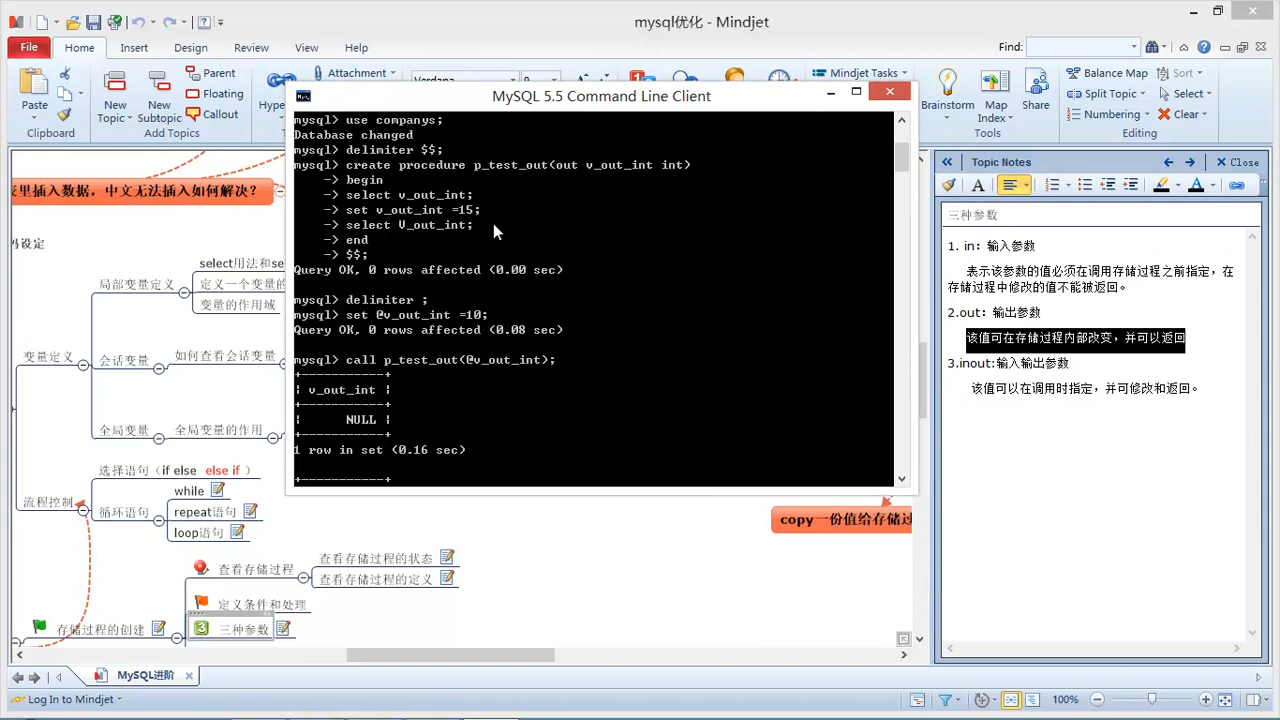 mysql优化 - Mindjet
File
Home
Insert
Design
Review
View
Help
Find:
Paste
Clipboard
New Topic
New Subtopic
Parent
Floating
Callout
Add Topics
Attachment
Mindjet Tasks
Brainstorm
Map Index
Share
Balance Map
Split Topic
Numbering
Sort
Select
Clear
Editing
MySQL 5.5 Command Line Client
mysql> use companys;
Database changed
mysql> delimiter $$;
mysql> create procedure p_test_out(out v_out_int int)
-> begin
-> select v_out_int;
-> set v_out_int =15;
-> select V_out_int;
-> end
-> $$;
Query OK, 0 rows affected (0.00 sec)
mysql> delimiter ;
mysql> set @v_out_int =10;
Query OK, 0 rows affected (0.08 sec)
mysql> call p_test_out(@v_out_int);
+-----------+
| v_out_int |
+-----------+
| NULL |
+-----------+
1 row in set (0.16 sec)
+-----------+
里插入数据，中文无法插入如何解决？
码设定
变量定义
局部变量定义
定义一个变量的
变量的作用域
会话变量
如何查看会话变量
全局变量
全局变量的作用
流程控制
选择语句（if else else if ）
循环语句
while
repeat语句
loop语句
copy一份值给存储过
查看存储过程
查看存储过程的状态
查看存储过程的定义
定义条件和处理
存储过程的创建
3 三种参数
Topic Notes
Close
三种参数
1. in：输入参数
表示该参数的值必须在调用存储过程之前指定，在
存储过程中修改的值不能被返回。
2.out：输出参数
该值可在存储过程内部改变，并可以返回
3.inout:输入输出参数
该值可以在调用时指定，并可修改和返回。
MySQL进阶
Log In to Mindjet
100%